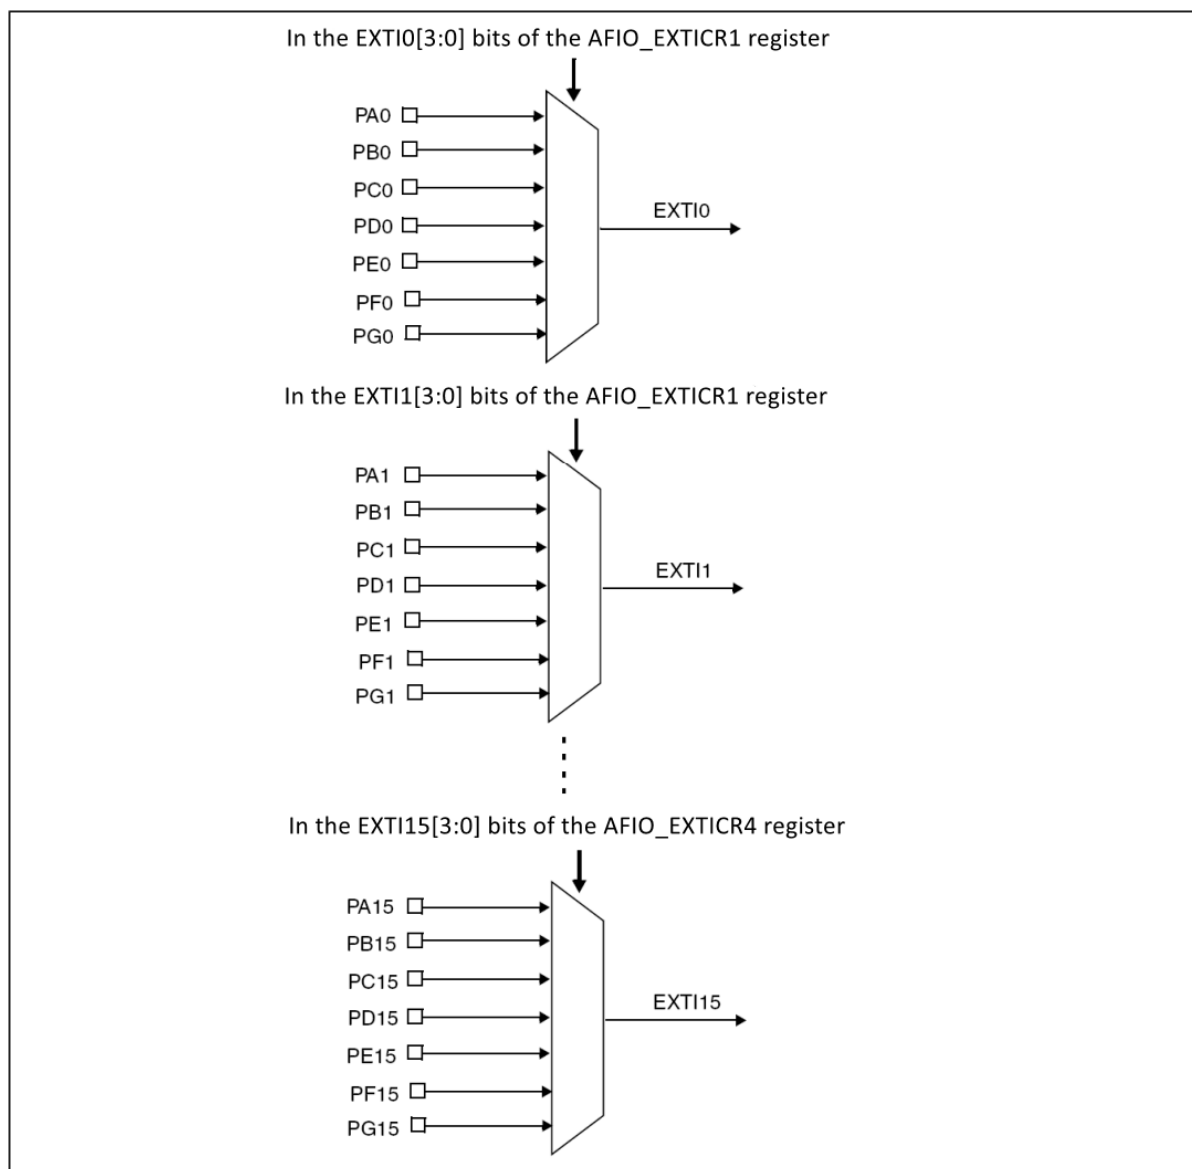 In the EXTI0[3:0] bits of the AFIO_EXTICR1 register
PA0
PB0
PC0
PD0
PE0
PF0
PG0
EXTI0
In the EXTI1[3:0] bits of the AFIO_EXTICR1 register
PA1
PB1
PC1
PD1
PE1
PF1
PG1
EXTI1
In the EXTI15[3:0] bits of the AFIO_EXTICR4 register
PA15
PB15
PC15
PD15
PE15
PF15
PG15
EXTI15